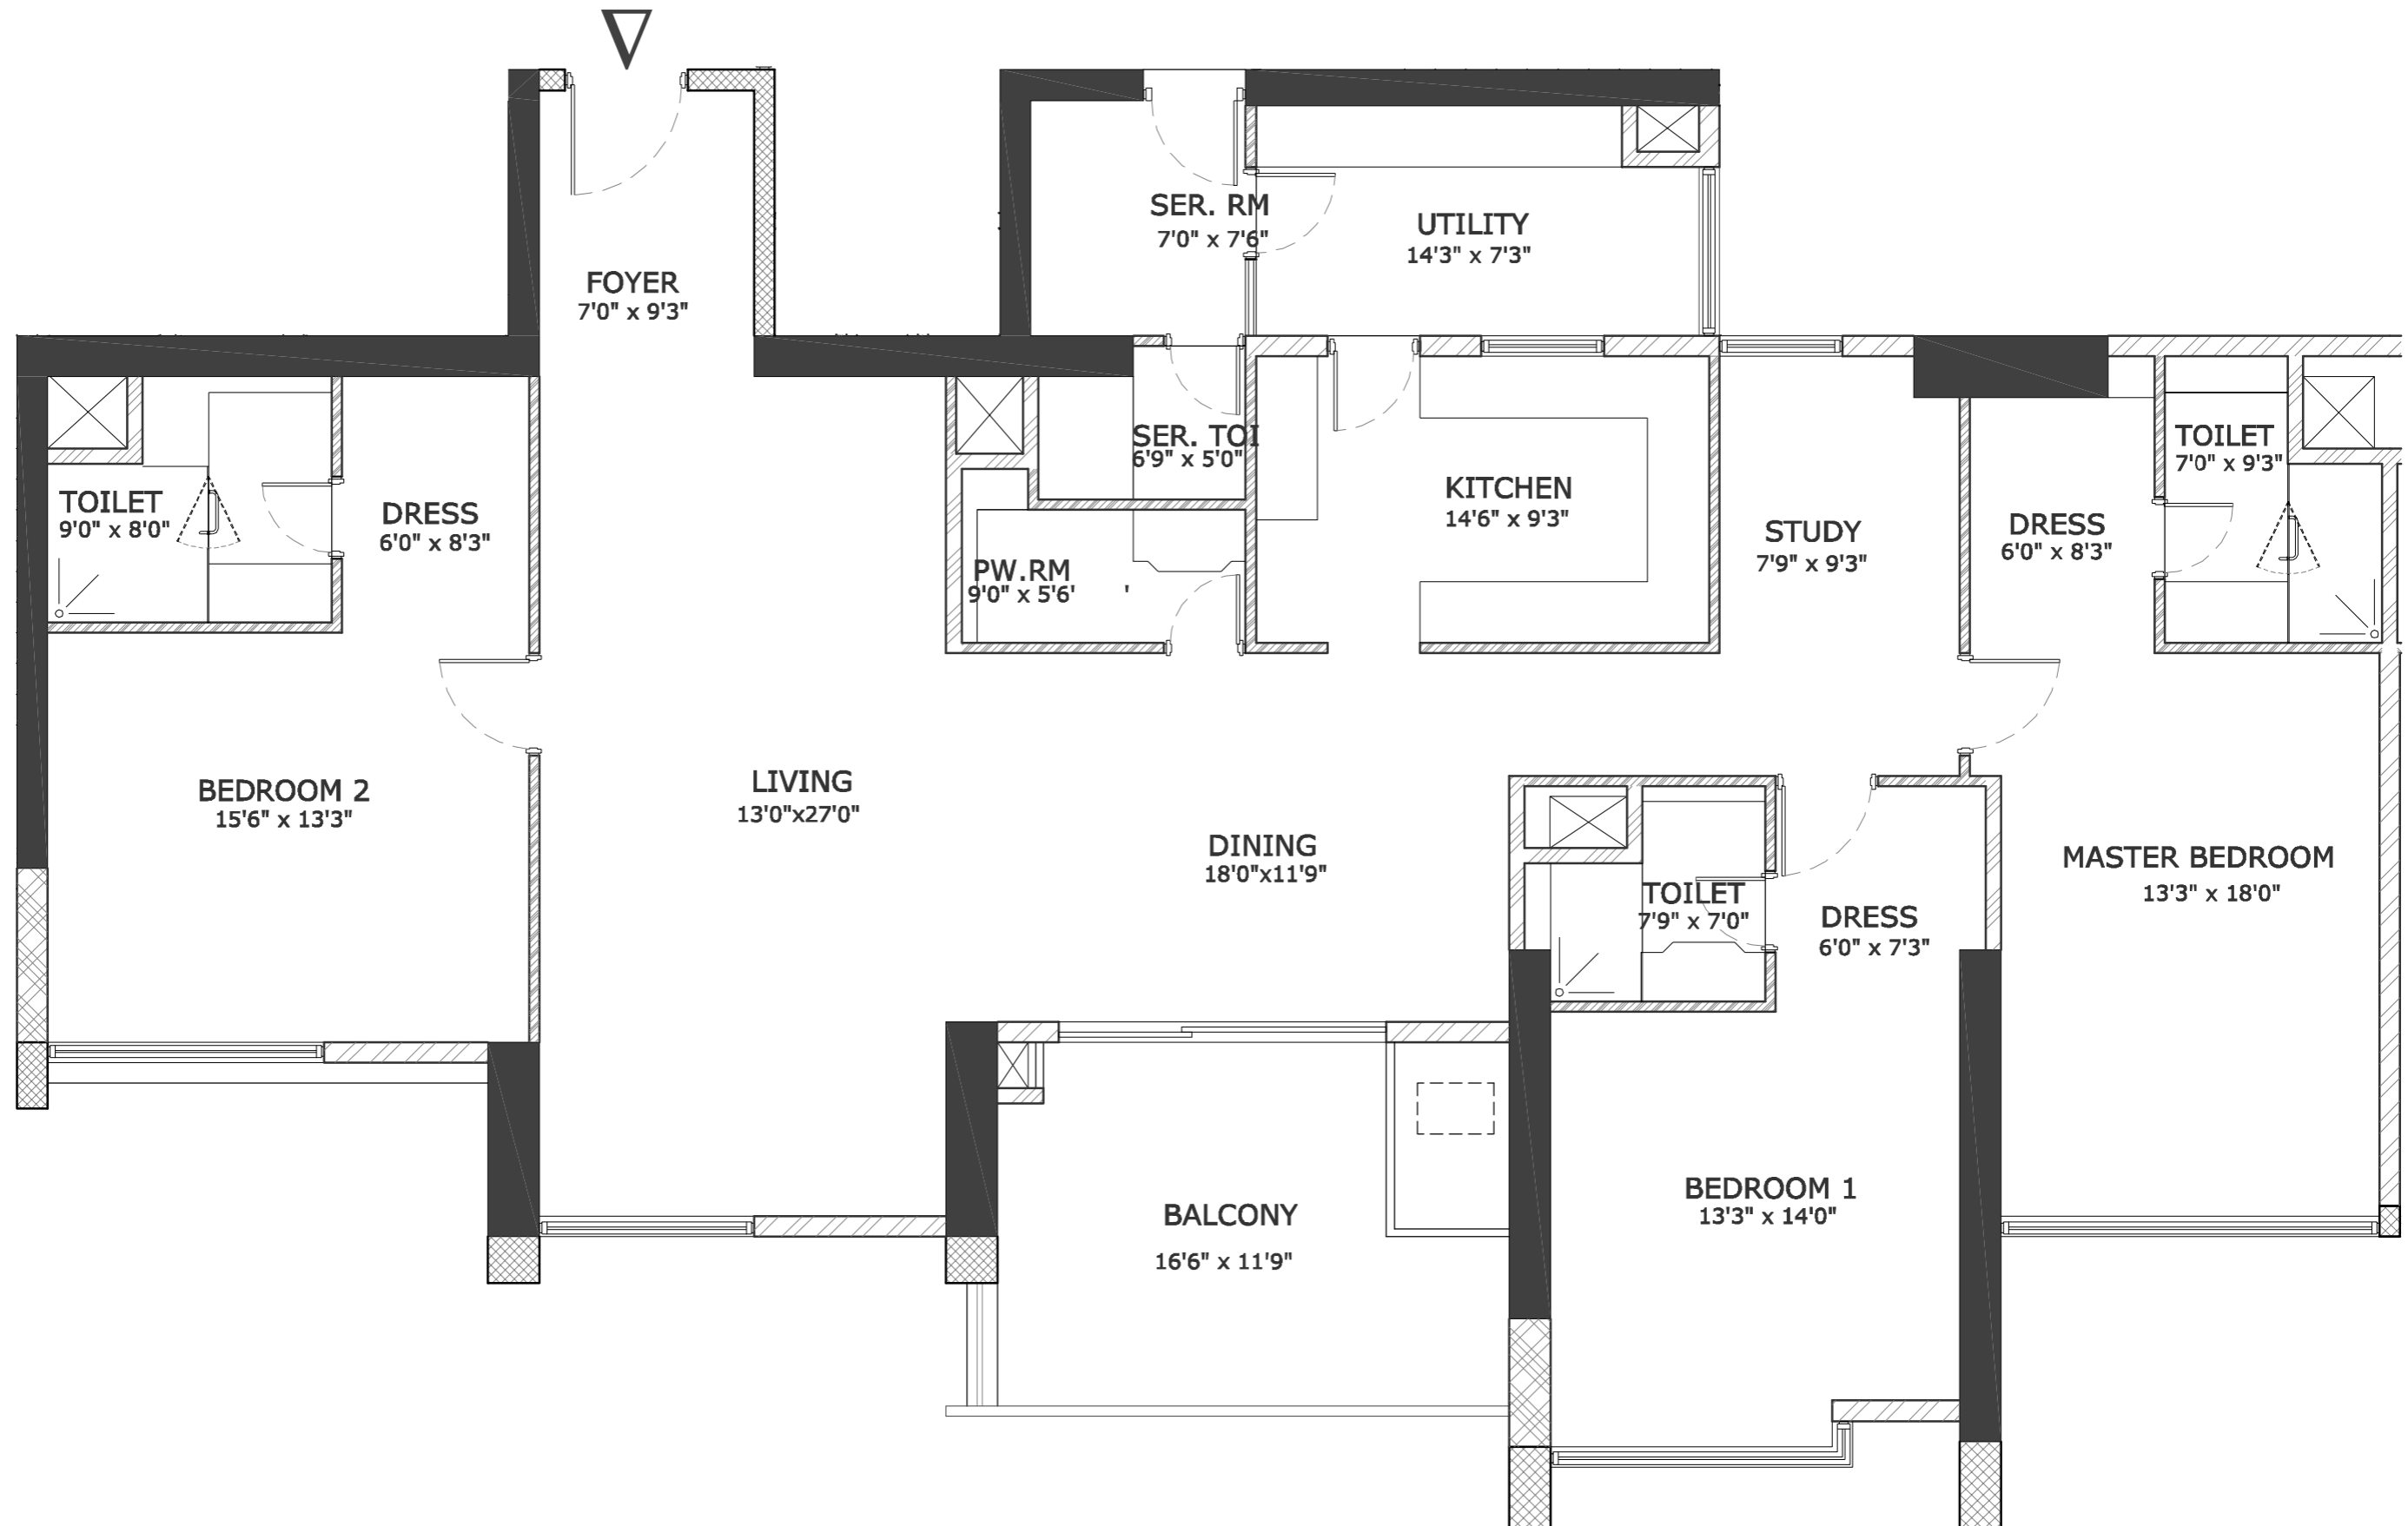 SER. RM
7'0" x 7'6"
UTILITY
14'3" x 7'3"
FOYER
7'0" x 9'3"
TOILET
9'0" x 8'0"
DRESS
6'0" x 8'3"
SER. TOI
6'9" x 5'0"
PW.RM
9'0" x 5'6' '
KITCHEN
14'6" x 9'3"
STUDY
7'9" x 9'3"
DRESS
6'0" x 8'3"
TOILET
7'0" x 9'3"
BEDROOM 2
15'6" x 13'3"
LIVING
13'0"x27'0"
DINING
18'0"x11'9"
TOILET
7'9" x 7'0"
DRESS
6'0" x 7'3"
MASTER BEDROOM
13'3" x 18'0"
BALCONY
16'6" x 11'9"
BEDROOM 1
13'3" x 14'0"